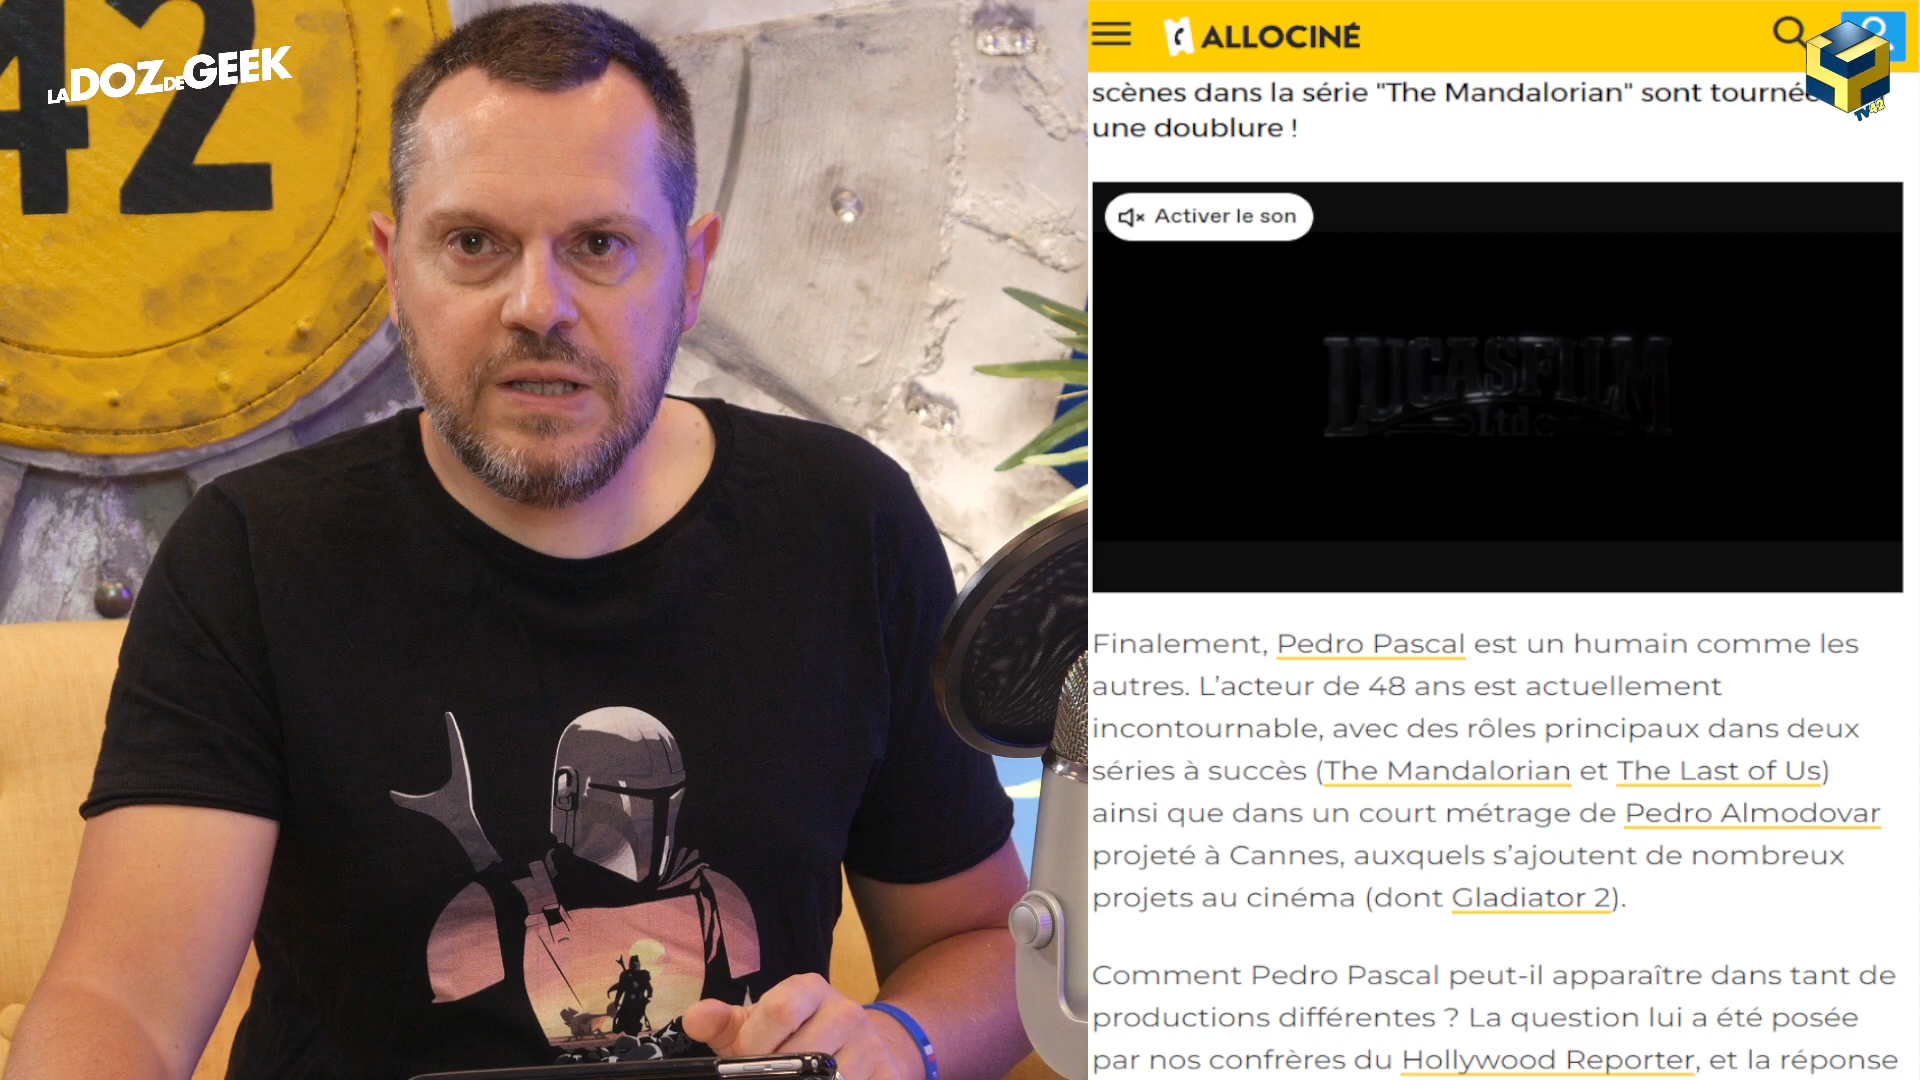 42
LA DOZ DE GEEK
ALLOCINÉ
TV42
scènes dans la série "The Mandalorian" sont
une doublure !
Activer le son
LUCASFILM
Ltd
Finalement, Pedro Pascal est un humain comme les
autres. L’acteur de 48 ans est actuellement
incontournable, avec des rôles principaux dans deux
séries à succès (The Mandalorian et The Last of Us)
ainsi que dans un court métrage de Pedro Almodovar
projeté à Cannes, auxquels s’ajoutent de nombreux
projets au cinéma (dont Gladiator 2).
Comment Pedro Pascal peut-il apparaître dans tant de
productions différentes ? La question lui a été posée
par nos confrères du Hollywood Reporter, et la réponse